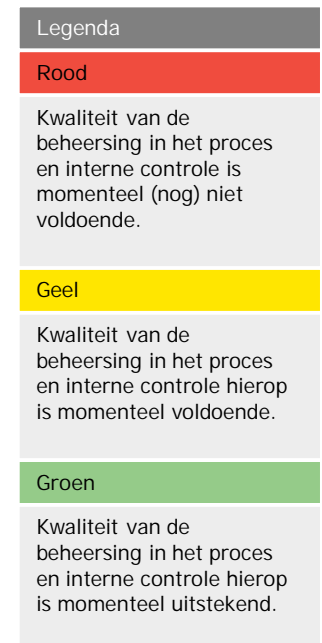 Legenda
Rood
Kwaliteit van de
beheersing in het proces
en interne controle is
momenteel (nog) niet
voldoende.
Geel
Kwaliteit van de
beheersing in het proces
en interne controle hierop
is momenteel voldoende.
Groen
Kwaliteit van de
beheersing in het proces
en interne controle hierop
is momenteel uitstekend.